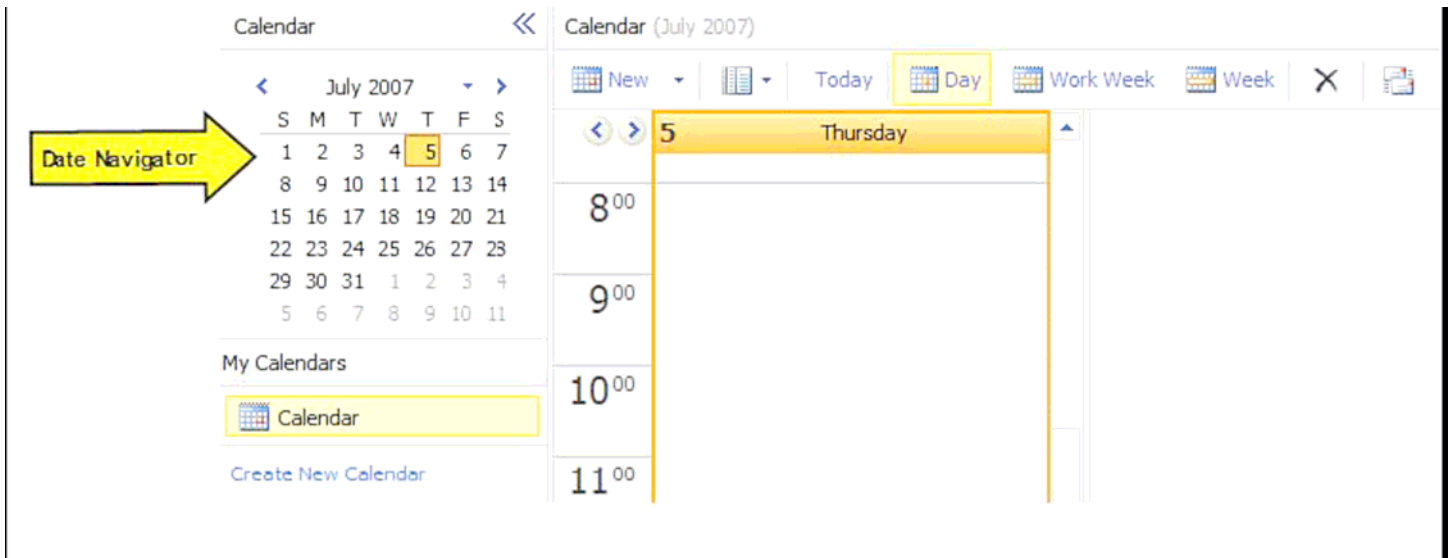 Calendar
July 2007
S M T W T F S
1 2 3 4 5 6 7
8 9 10 11 12 13 14
15 16 17 18 19 20 21
22 23 24 25 26 27 28
29 30 31 1 2 3 4
5 6 7 8 9 10 11
Date Navigator
My Calendars
Calendar
Create New Calendar
Calendar (July 2007)
New Today Day Work Week Week
5 Thursday
8 00
9 00
10 00
11 00